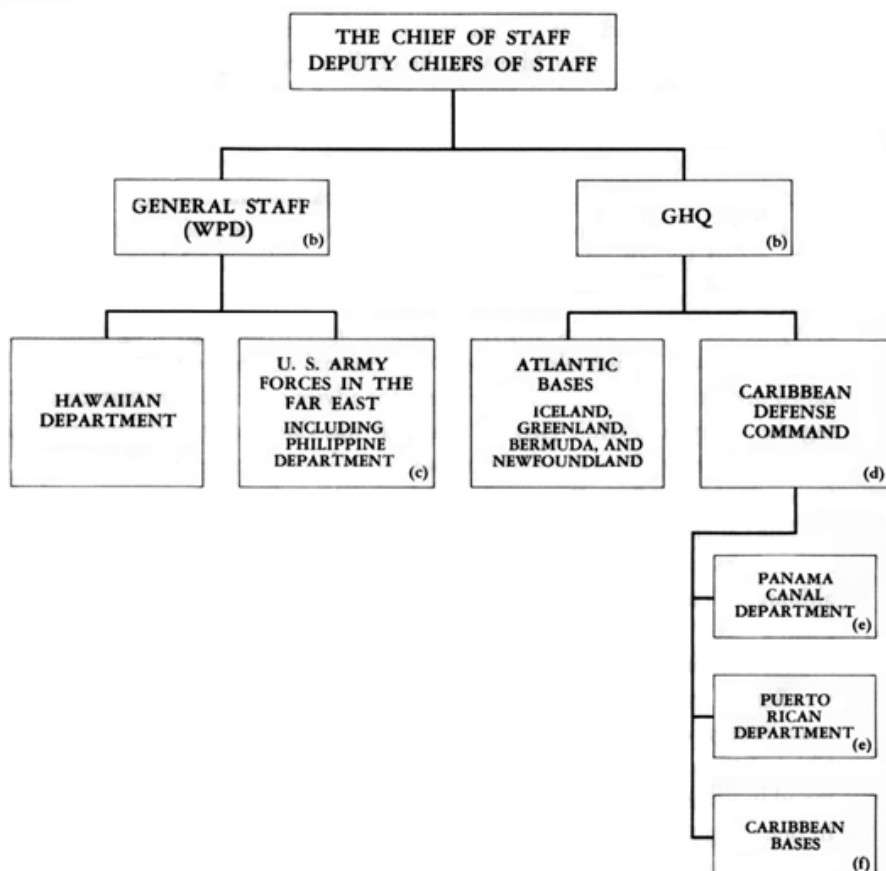 THE CHIEF OF STAFF
DEPUTY CHIEFS OF STAFF
GENERAL STAFF
(WPD)
(b)
GHQ
(b)
HAWAIIAN
DEPARTMENT
U. S. ARMY
FORCES IN THE
FAR EAST
INCLUDING
PHILIPPINE
DEPARTMENT
(c)
ATLANTIC
BASES
ICELAND,
GREENLAND,
BERMUDA, AND
NEWFOUNDLAND
CARIBBEAN
DEFENSE
COMMAND
(d)
PANAMA
CANAL
DEPARTMENT
(e)
PUERTO
RICAN
DEPARTMENT
(e)
CARIBBEAN
BASES
(f)